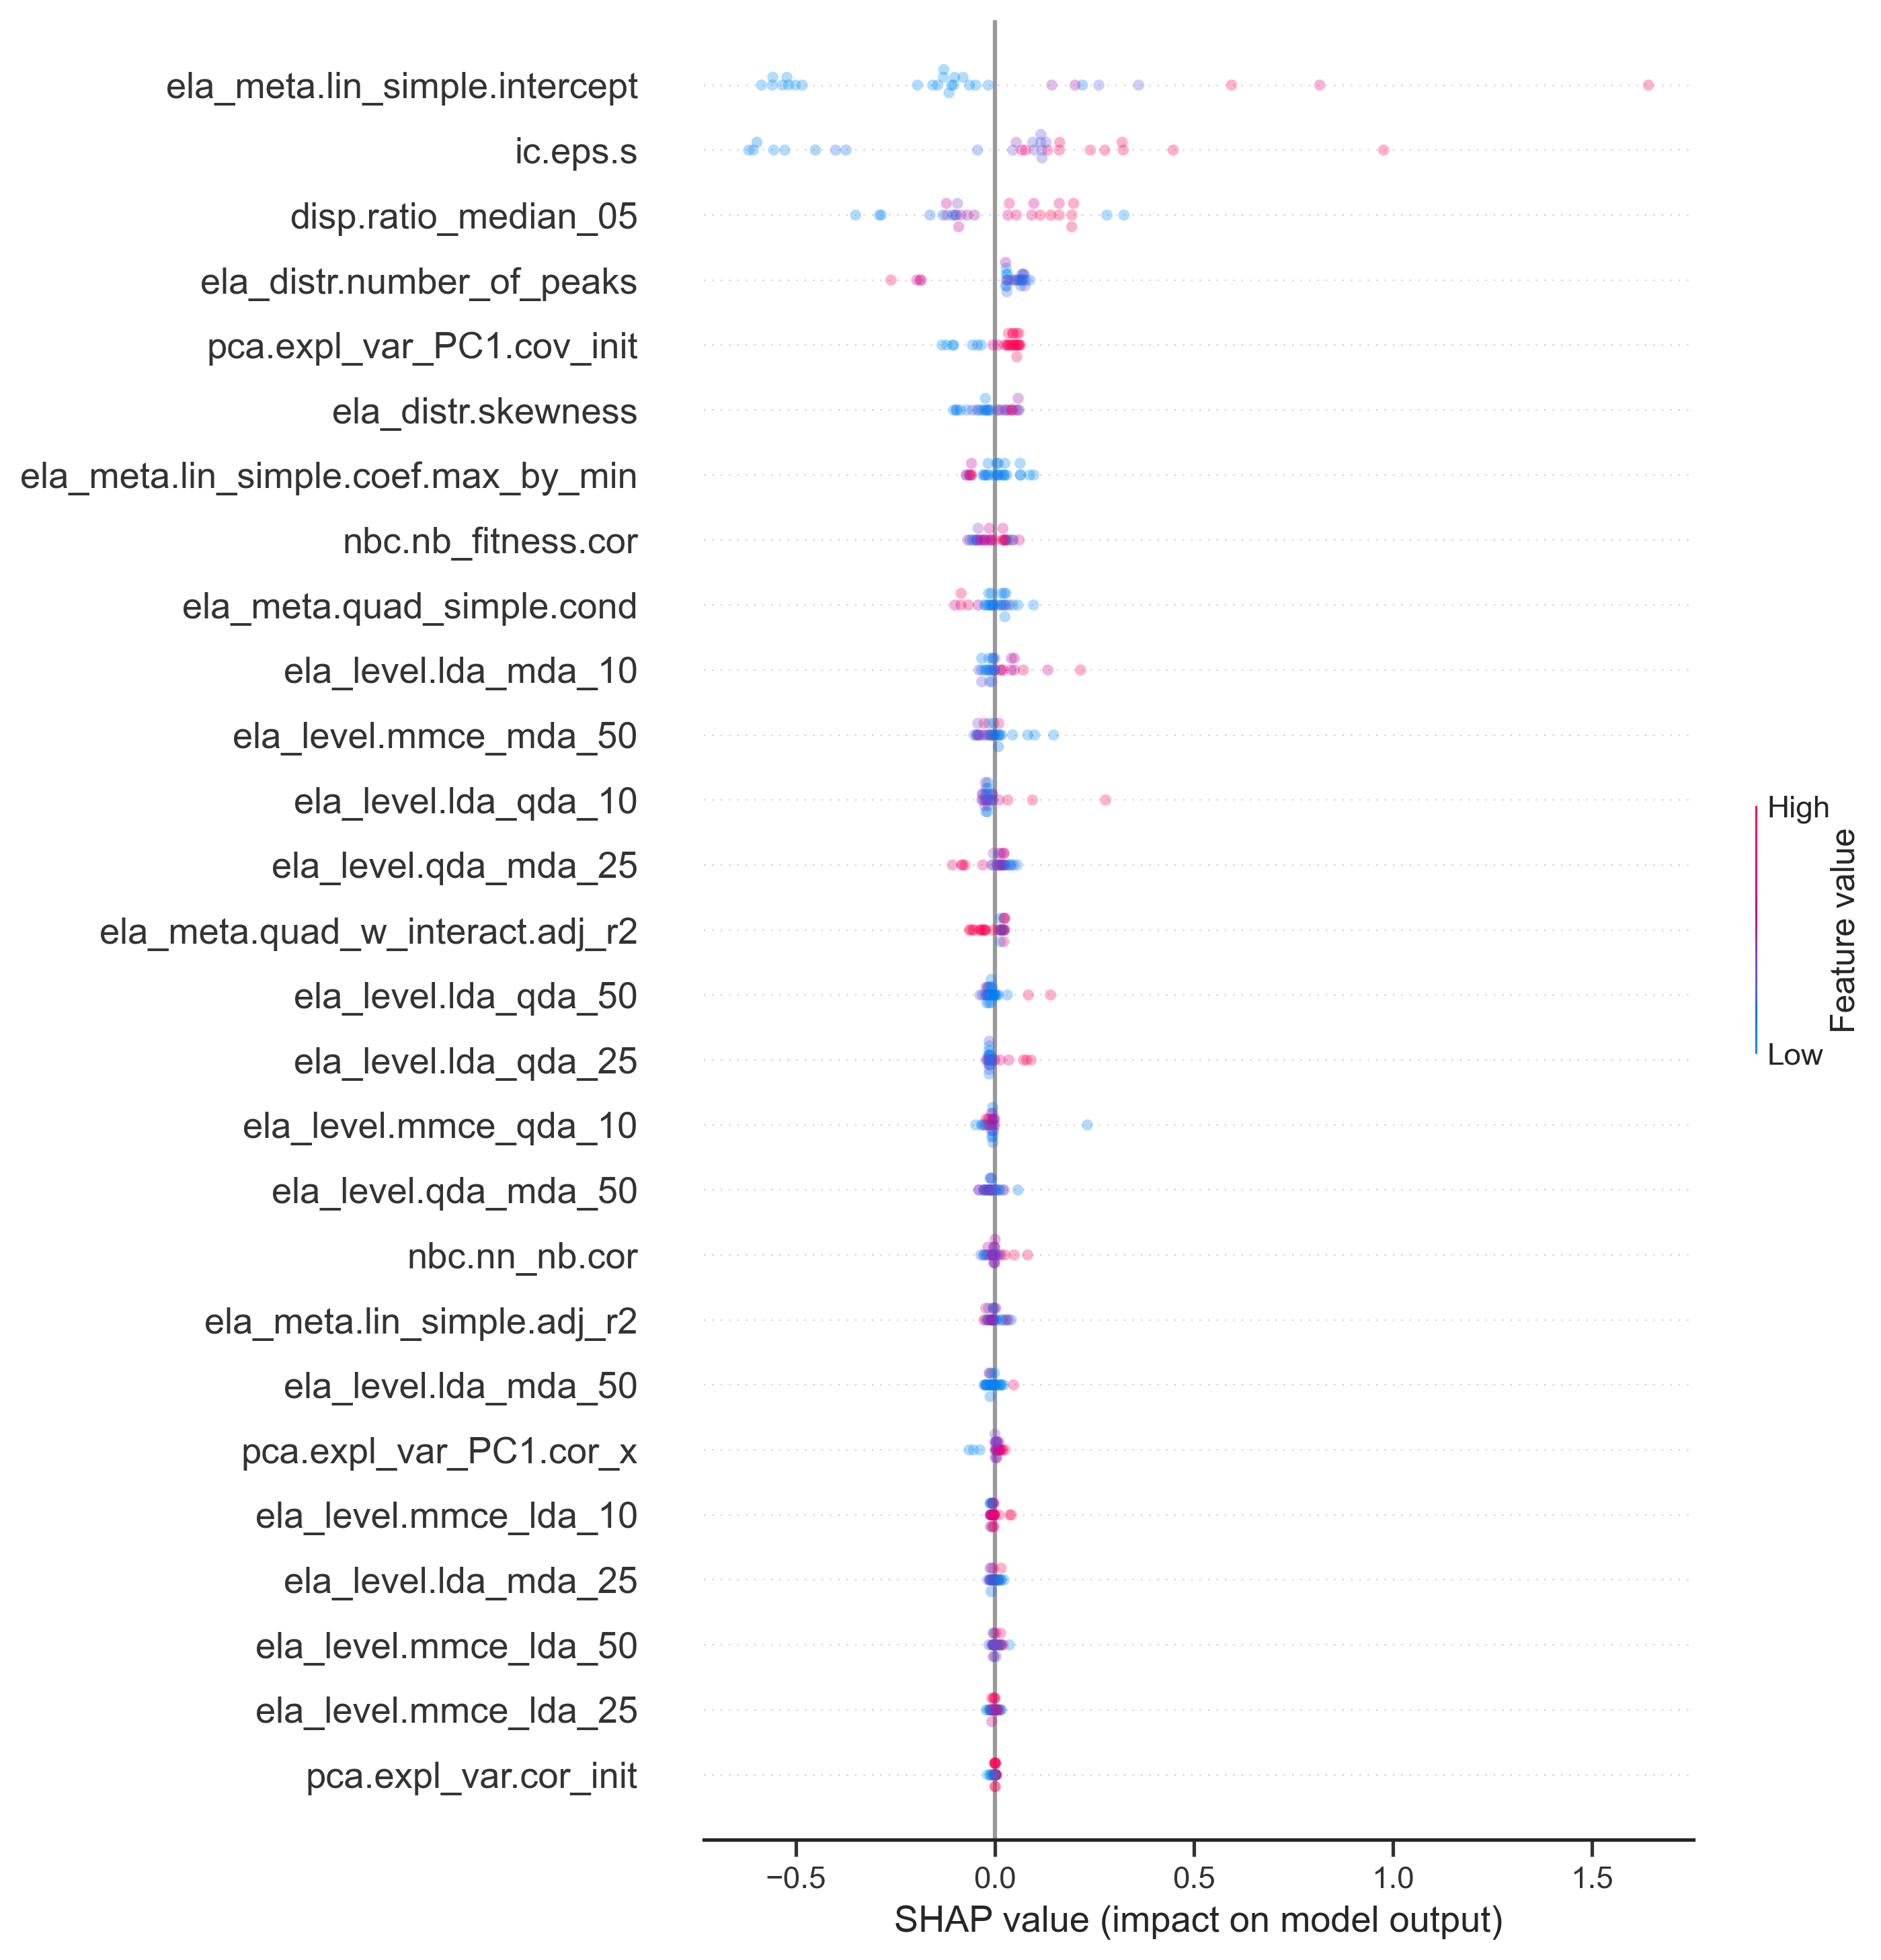 ela_meta.lin_simple.intercept
ic.eps.s
disp.ratio_median_05
ela_distr.number_of_peaks
pca.expl_var_PC1.cov_init
ela_distr.skewness
ela_meta.lin_simple.coef.max_by_min
nbc.nb_fitness.cor
ela_meta.quad_simple.cond
ela_level.lda_mda_10
ela_level.mmce_mda_50
ela_level.lda_qda_10
ela_level.qda_mda_25
ela_meta.quad_w_interact.adj_r2
ela_level.lda_qda_50
ela_level.lda_qda_25
ela_level.mmce_qda_10
ela_level.qda_mda_50
nbc.nn_nb.cor
ela_meta.lin_simple.adj_r2
ela_level.lda_mda_50
pca.expl_var_PC1.cor_x
ela_level.mmce_lda_10
ela_level.lda_mda_25
ela_level.mmce_lda_50
ela_level.mmce_lda_25
pca.expl_var.cor_init
−0.5 0.0 0.5 1.0 1.5
SHAP value (impact on model output)
High
Feature value
Low